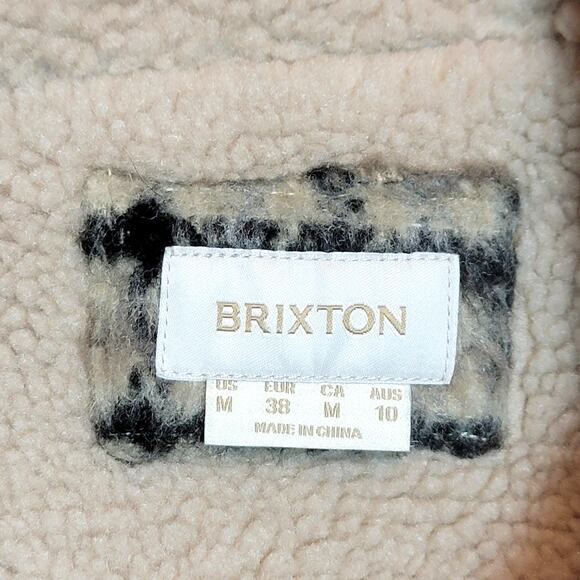 BRIXTON
US EUR CA AUS
M 38 M 10
MADE IN CHINA